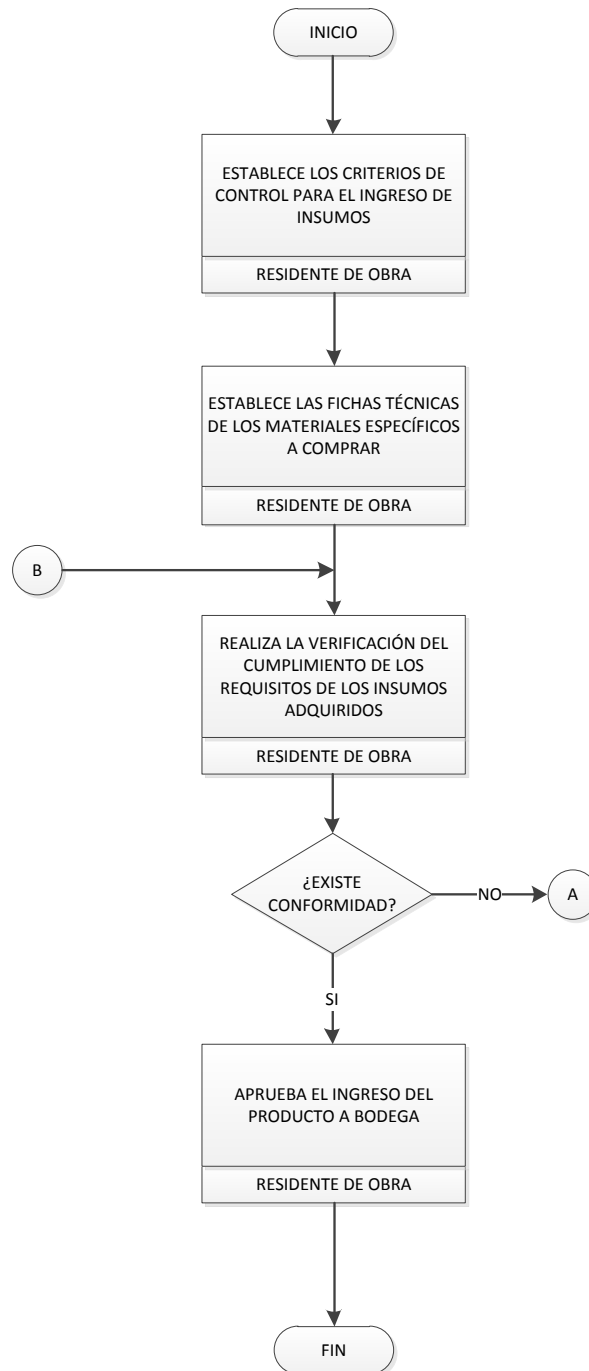 INICIO
ESTABLECE LOS CRITERIOS DE
CONTROL PARA EL INGRESO DE
INSUMOS
RESIDENTE DE OBRA
ESTABLECE LAS FICHAS TÉCNICAS
DE LOS MATERIALES ESPECÍFICOS
A COMPRAR
RESIDENTE DE OBRA
B
REALIZA LA VERIFICACIÓN DEL
CUMPLIMIENTO DE LOS
REQUISITOS DE LOS INSUMOS
ADQUIRIDOS
RESIDENTE DE OBRA
¿EXISTE
CONFORMIDAD?
NO
A
SI
APRUEBA EL INGRESO DEL
PRODUCTO A BODEGA
RESIDENTE DE OBRA
FIN